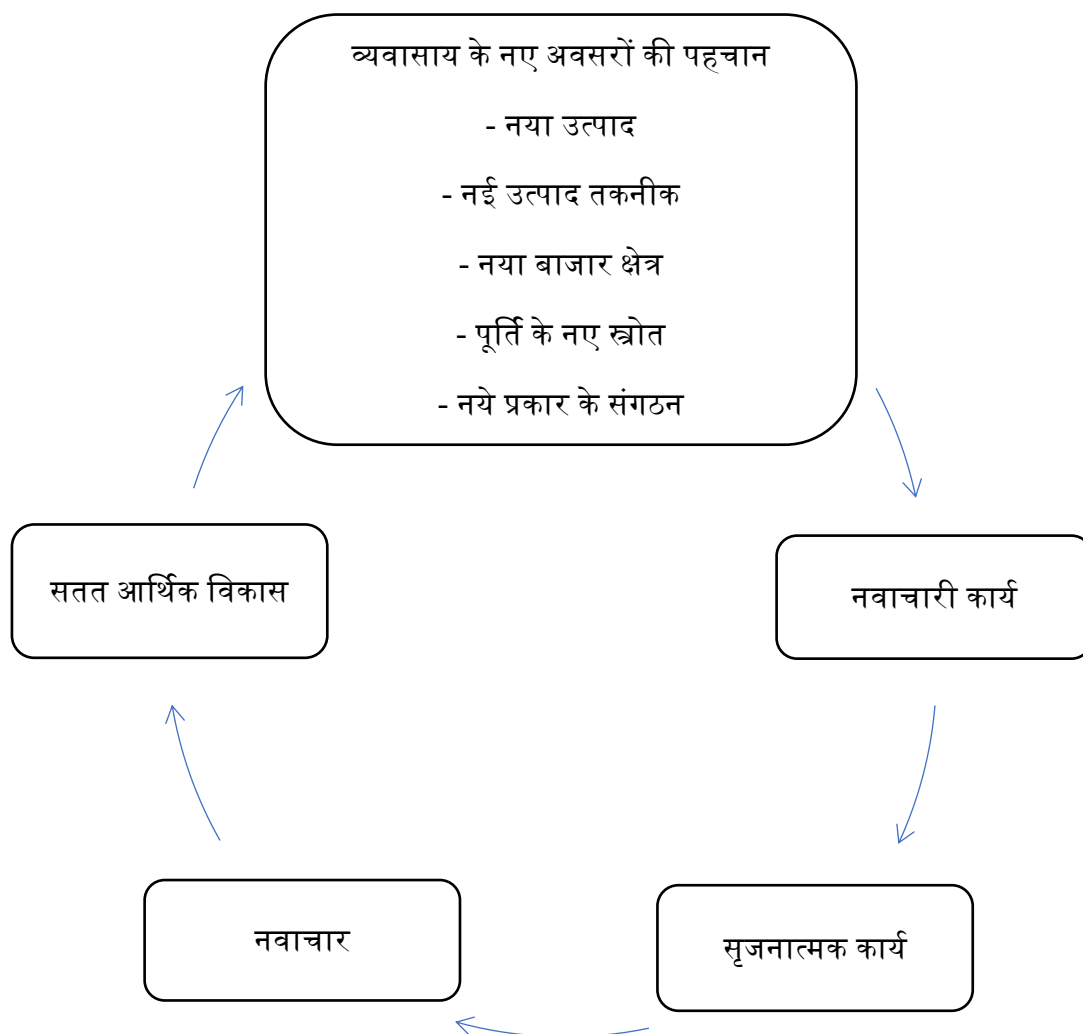 व्यवासाय के नए अवसरों की पहचान
- नया उत्पाद
- नई उत्पाद तकनीक
- नया बाजार क्षेत्र
- पूर्ति के नए स्त्रोत
- नये प्रकार के संगठन
सतत आर्थिक विकास
नवाचारी कार्य
नवाचार
सृजनात्मक कार्य